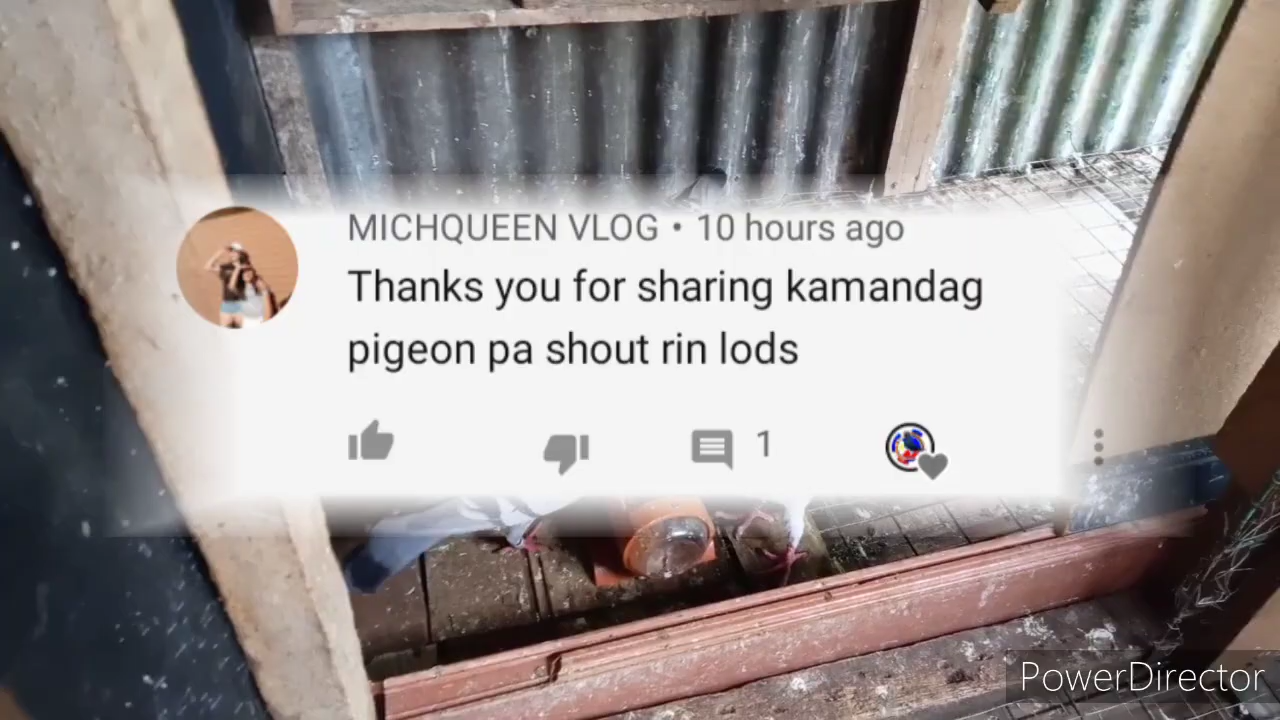 MICHQUEEN VLOG • 10 hours ago
Thanks you for sharing kamandag
pigeon pa shout rin lods
1
PowerDirector